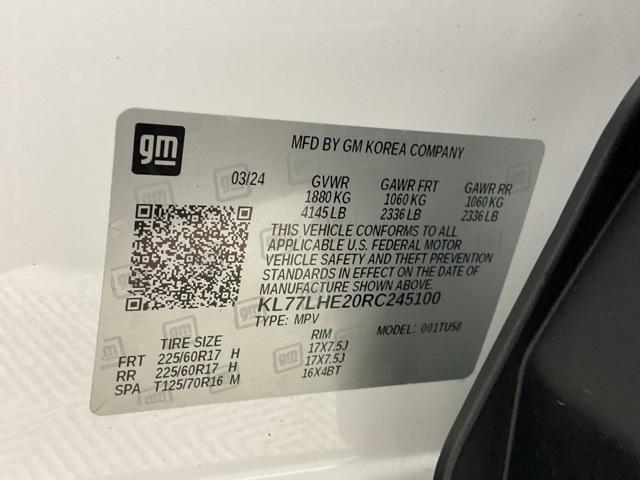 gm
MFD BY GM KOREA COMPANY
03/24 GVWR GAWR FRT GAWR RR
1880 KG 1060 KG 1060 KG
4145 LB 2336 LB 2336 LB
THIS VEHICLE CONFORMS TO ALL
APPLICABLE U.S. FEDERAL MOTOR
VEHICLE SAFETY AND THEFT PREVENTION
STANDARDS IN EFFECT ON THE DATE OF
MANUFACTURE SHOWN ABOVE.
KL77LHE20RC245100
TYPE: MPV MODEL: 001TU58
TIRE SIZE RIM
FRT 225/60R17 H 17X7.5J
RR 225/60R17 H 17X7.5J
SPA T125/70R16 M 16X4BT